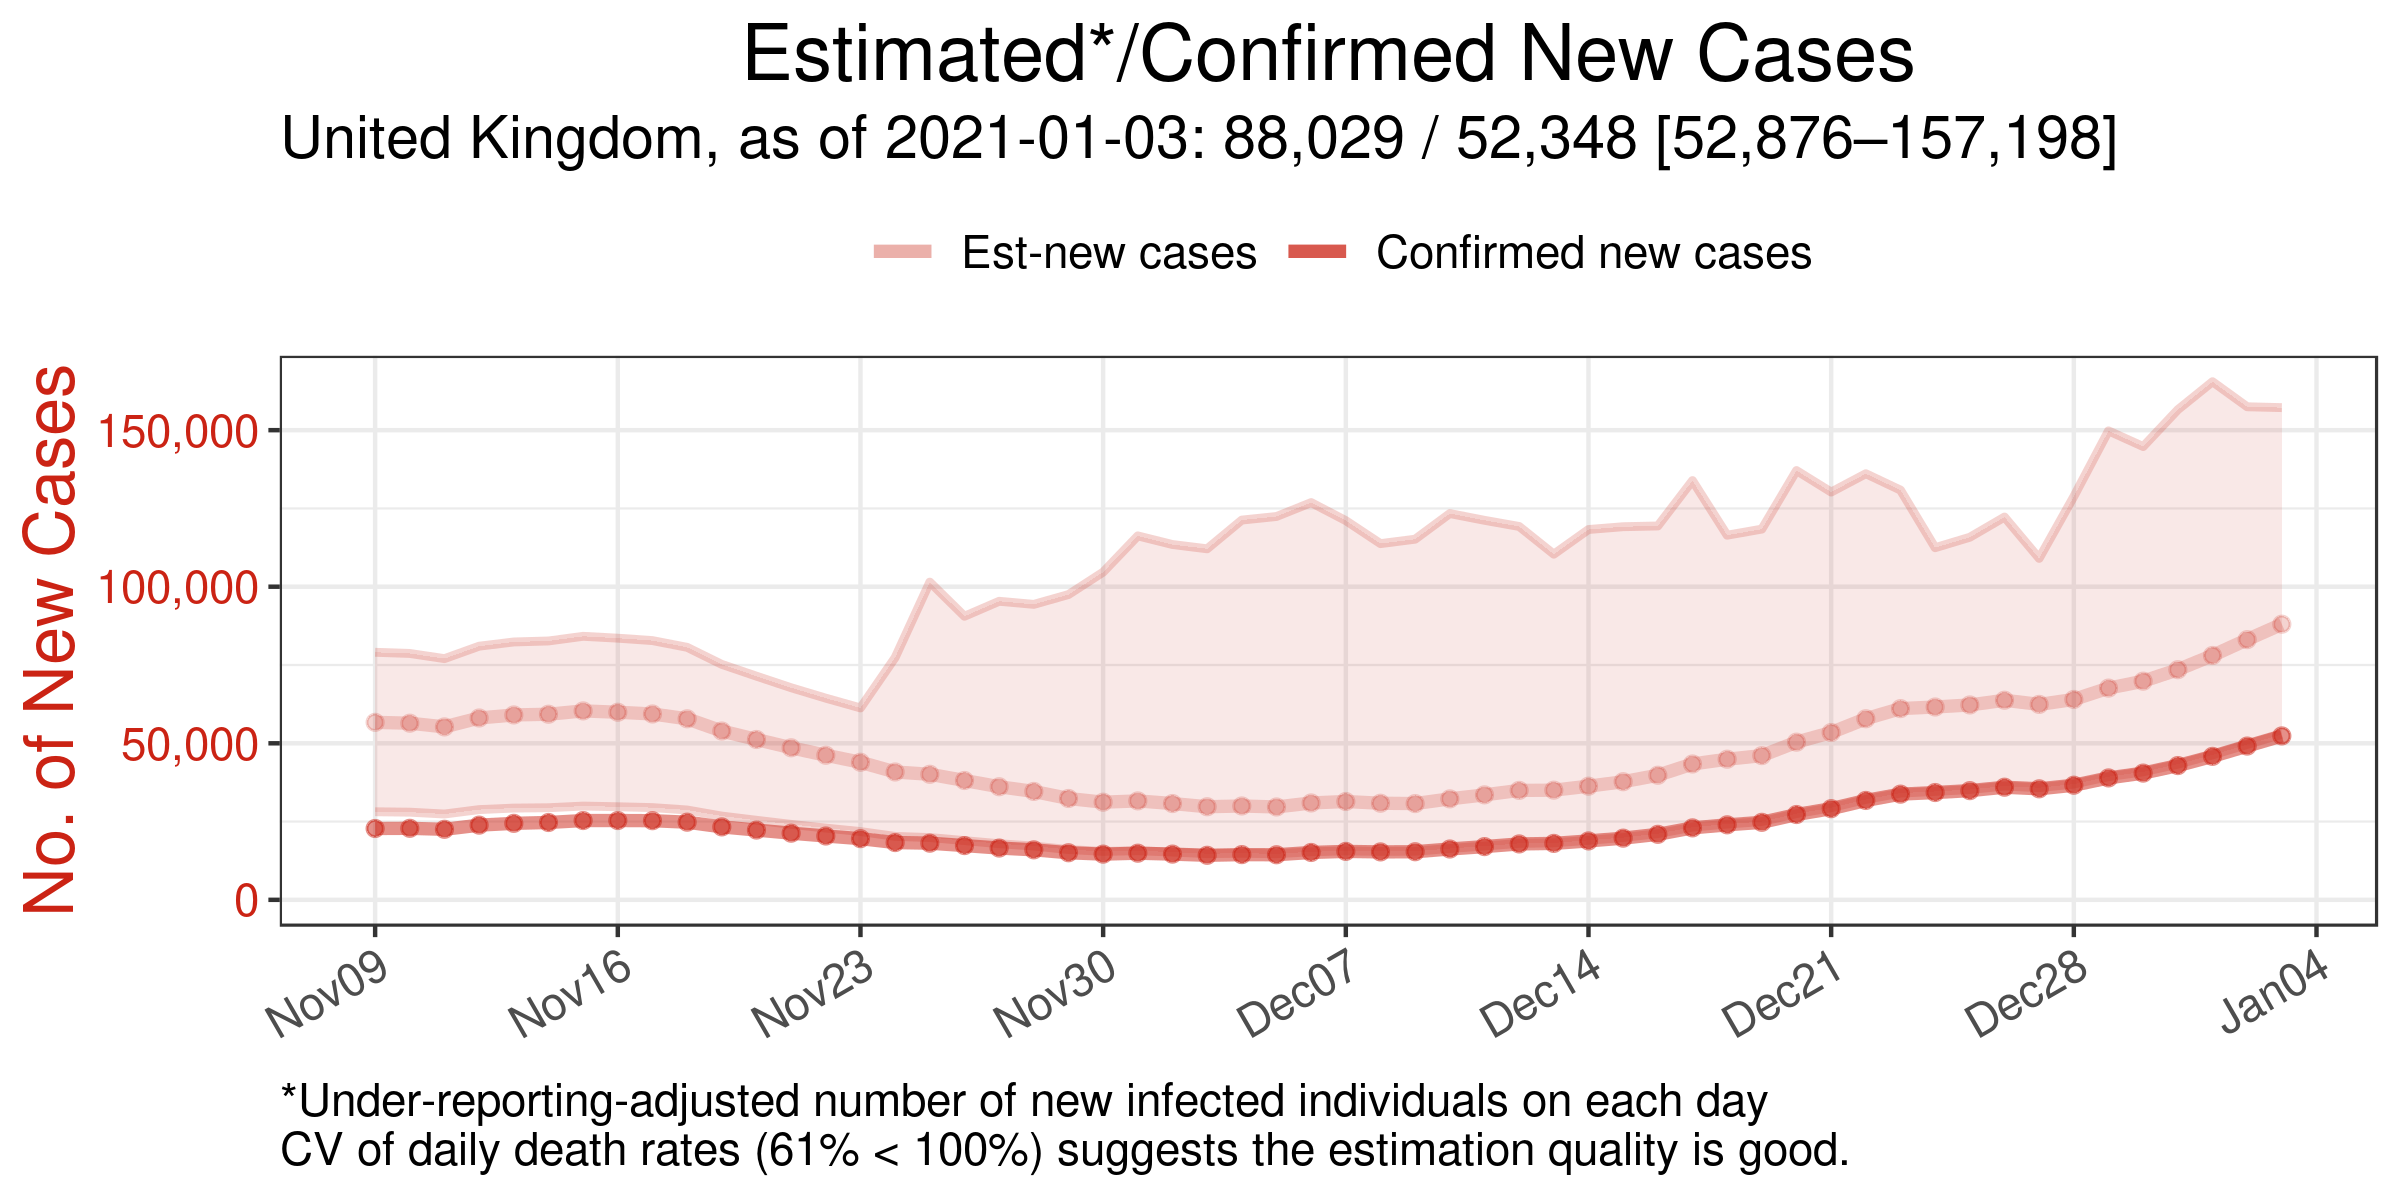 Estimated*/Confirmed New Cases
United Kingdom, as of 2021-01-03: 88,029 / 52,348 [52,876–157,198]
Est-new cases Confirmed new cases
No. of New Cases
150,000
100,000
50,000
0
Nov09 Nov16 Nov23 Nov30 Dec07 Dec14 Dec21 Dec28 Jan04
*Under-reporting-adjusted number of new infected individuals on each day
CV of daily death rates (61% < 100%) suggests the estimation quality is good.